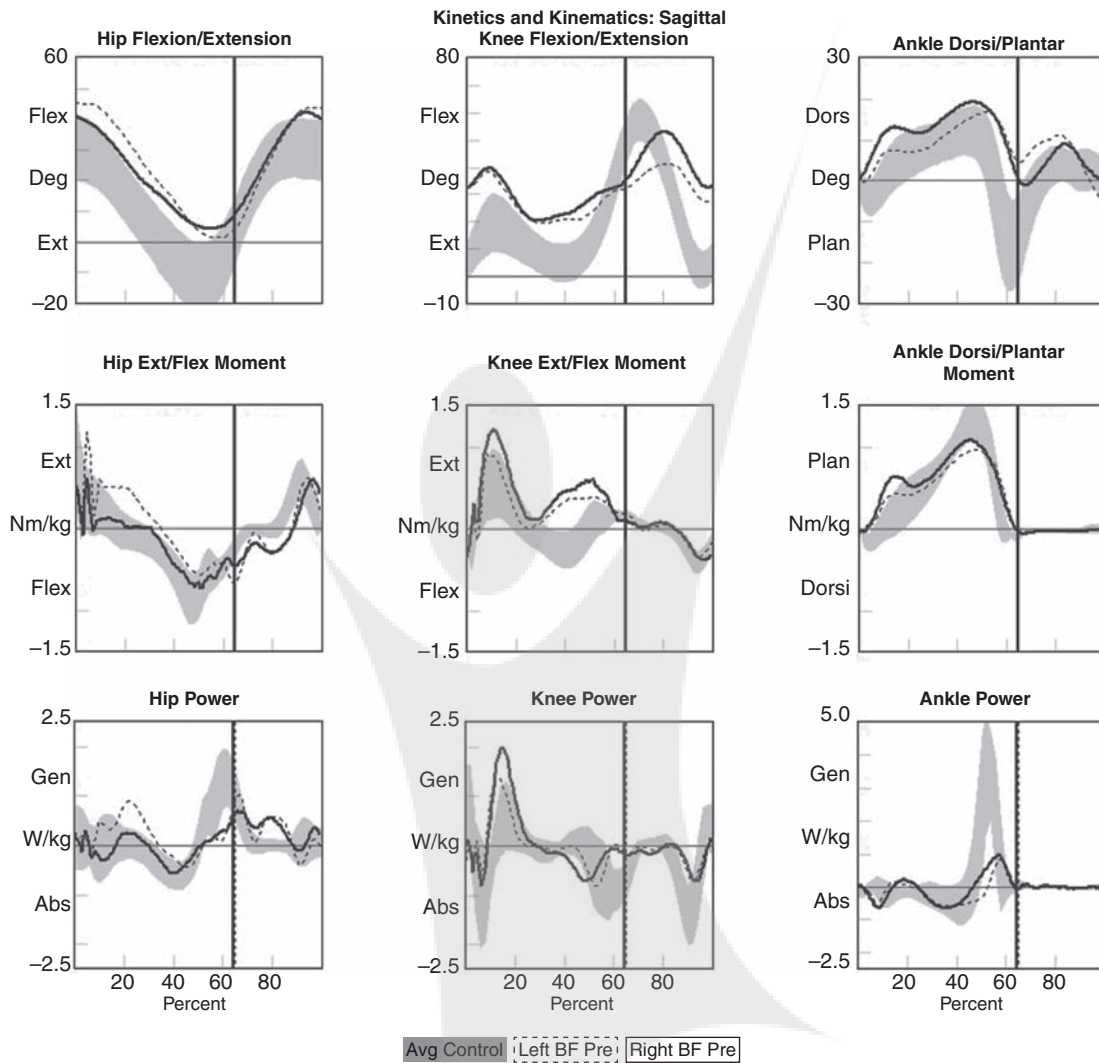 Kinetics and Kinematics: Sagittal
Hip Flexion/Extension
60
Flex
Deg
Ext
–20
Knee Flexion/Extension
80
Flex
Deg
Ext
–10
20
40
60
80
Ankle Dorsi/Plantar
30
Dors
Deg
Plan
–30
Hip Ext/Flex Moment
1.5
Ext
Nm/kg
Flex
–1.5
Knee Ext/Flex Moment
1.5
Ext
Nm/kg
Flex
–1.5
Ankle Dorsi/Plantar
Moment
1.5
Plan
Nm/kg
Dorsi
–1.5
Hip Power
2.5
Gen
W/kg
Abs
–2.5
20
40
60
80
Percent
Knee Power
2.5
Gen
W/kg
Abs
–2.5
20
40
60
80
Percent
Ankle Power
5.0
Gen
W/kg
Abs
–2.5
20
40
60
80
Percent
Avg Control
Left BF Pre
Right BF Pre